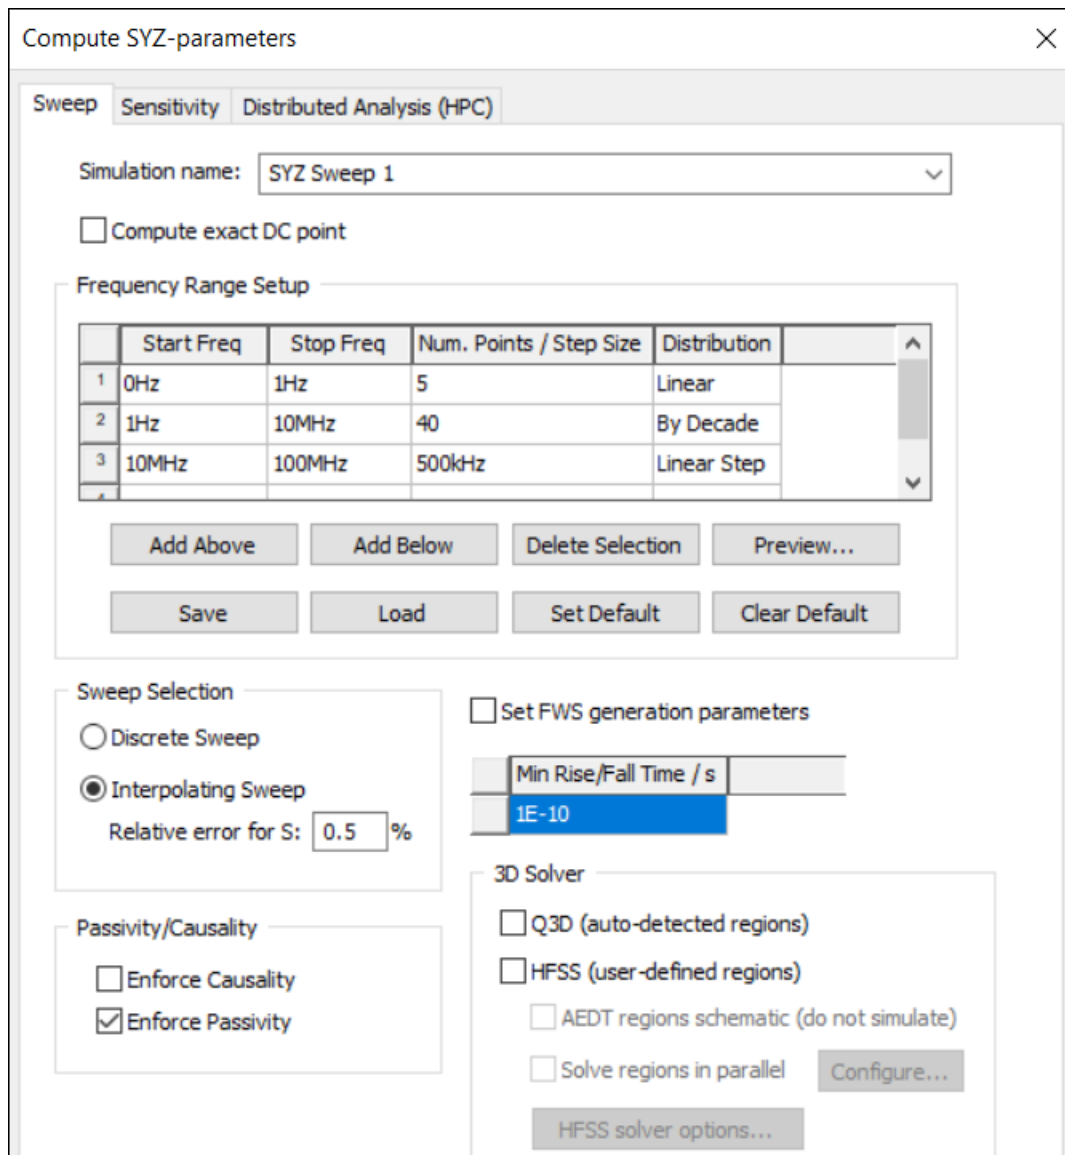 Compute SYZ-parameters
Sweep Sensitivity Distributed Analysis (HPC)
Simulation name: SYZ Sweep 1
Compute exact DC point
Frequency Range Setup
Start Freq Stop Freq Num. Points / Step Size Distribution
1 0Hz 1Hz 5 Linear
2 1Hz 10MHz 40 By Decade
3 10MHz 100MHz 500kHz Linear Step
Add Above Add Below Delete Selection Preview...
Save Load Set Default Clear Default
Sweep Selection
Discrete Sweep
Interpolating Sweep
Relative error for S: 0.5 %
Set FWS generation parameters
Min Rise/Fall Time / s
1E-10
Passivity/Causality
Enforce Causality
Enforce Passivity
3D Solver
Q3D (auto-detected regions)
HFSS (user-defined regions)
AEDT regions schematic (do not simulate)
Solve regions in parallel Configure...
HFSS solver options...